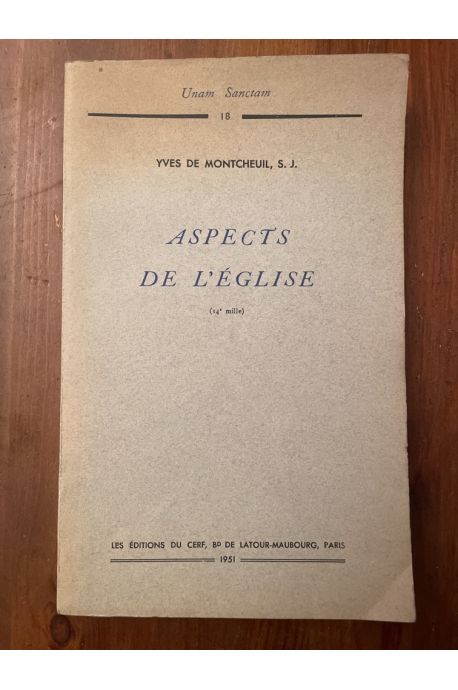 Unam Sanctam
18
YVES DE MONTCHEUIL, S. J.
ASPECTS
DE L'ÉGLISE
(14e mille)
LES ÉDITIONS DU CERF, BD DE LATOUR-MAUBOURG, PARIS
1951